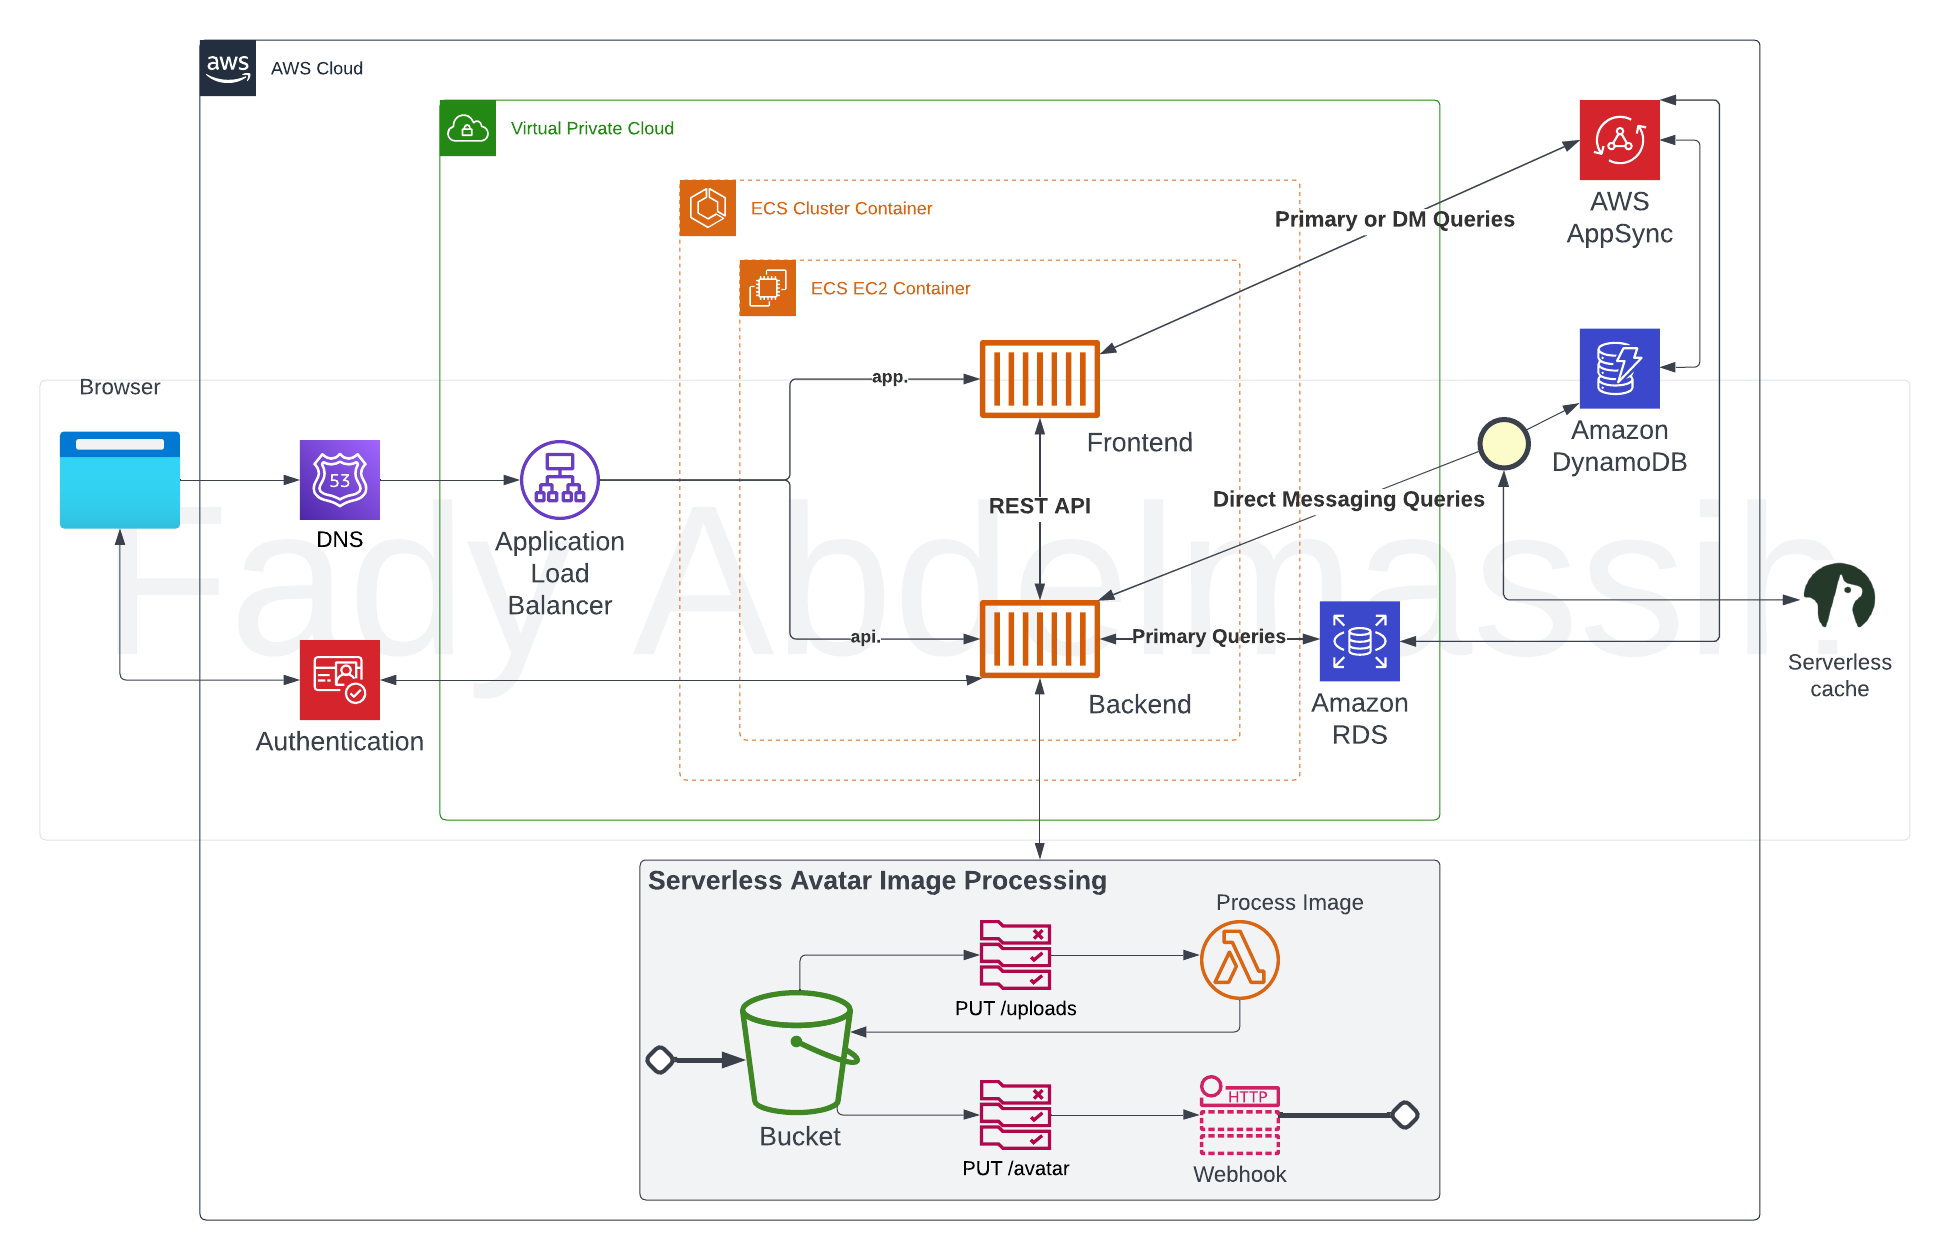 aws
AWS Cloud
Virtual Private Cloud
ECS Cluster Container
ECS EC2 Container
AWS
AppSync
Primary or DM Queries
Browser
app.
Frontend
Amazon
DynamoDB
53
DNS
Application
Load
Balancer
REST API
Direct Messaging Queries
Fady Abdelmassih.
api.
Primary Queries
Backend
Amazon
RDS
Serverless
cache
Authentication
Serverless Avatar Image Processing
Process Image
PUT /uploads
Bucket
PUT /avatar
HTTP
Webhook